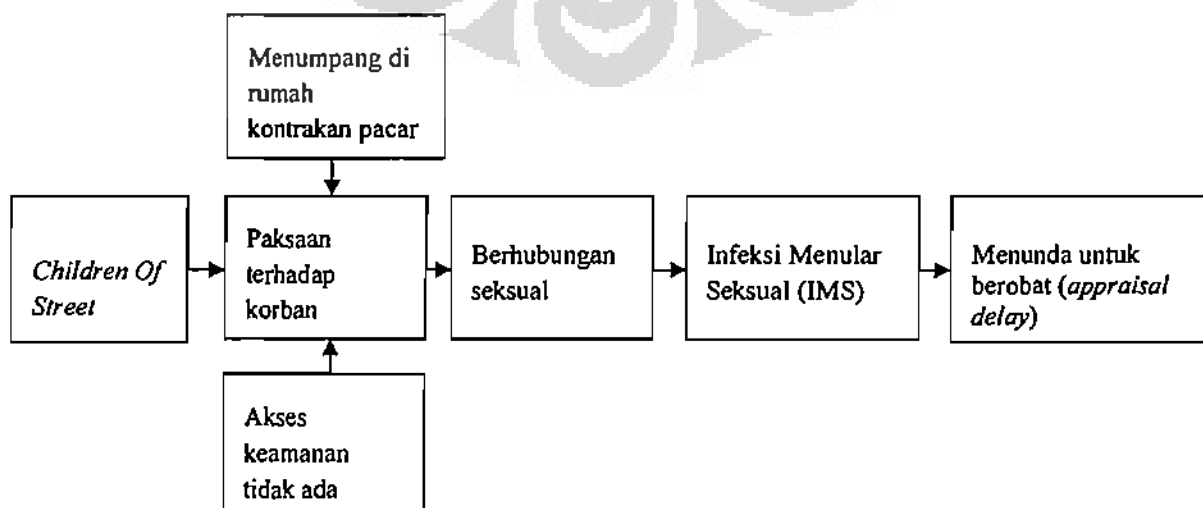 Menumpang di
rumah
kontrakan pacar
Children Of
Street
Paksaan
terhadap
korban
Berhubungan
seksual
Infeksi Menular
Seksual (IMS)
Menunda untuk
berobat (appraisal
delay)
Akses
keamanan
tidak ada